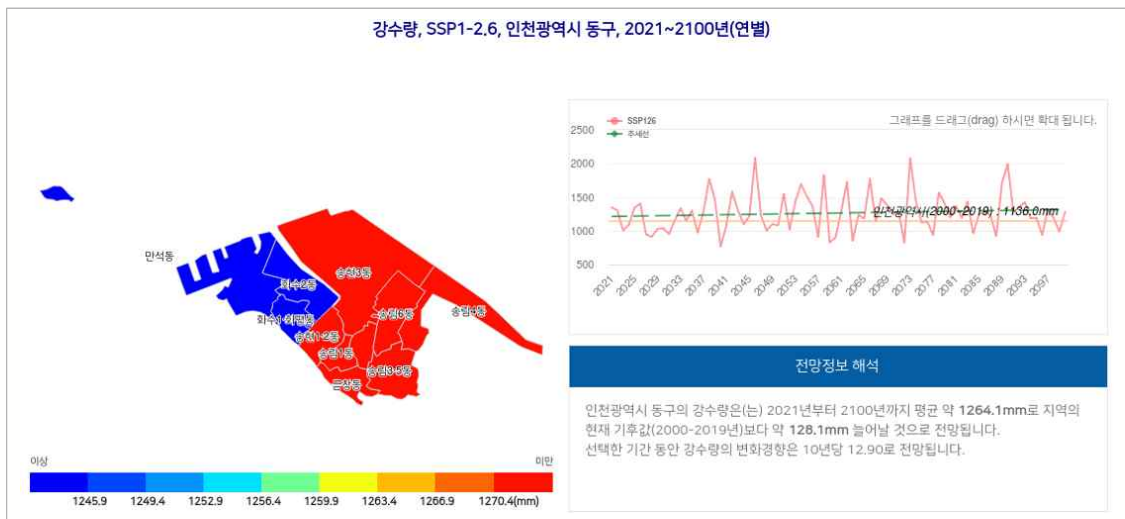 강수량, SSP1-2.6, 인천광역시 동구, 2021~2100년(연별)
만석동
화수2동
송현3동
화수1·화평동
송현1·2동
송림6동
송림4동
송림1동
송림3·5동
금창동
이상
미만
1245.9 1249.4 1252.9 1256.4 1259.9 1263.4 1266.9 1270.4(mm)
SSP126
추세선
그래프를 드래그(drag) 하시면 확대 됩니다.
2500
2000
1500
1000
500
인천광역시(2000~2019) : 1136.0mm
2021 2025 2029 2033 2037 2041 2045 2049 2053 2057 2061 2065 2069 2073 2077 2081 2085 2089 2093 2097
전망정보 해석
인천광역시 동구의 강수량은(는) 2021년부터 2100년까지 평균 약 1264.1mm로 지역의
현재 기후값(2000-2019년)보다 약 128.1mm 늘어날 것으로 전망됩니다.
선택한 기간 동안 강수량의 변화경향은 10년당 12.90로 전망됩니다.